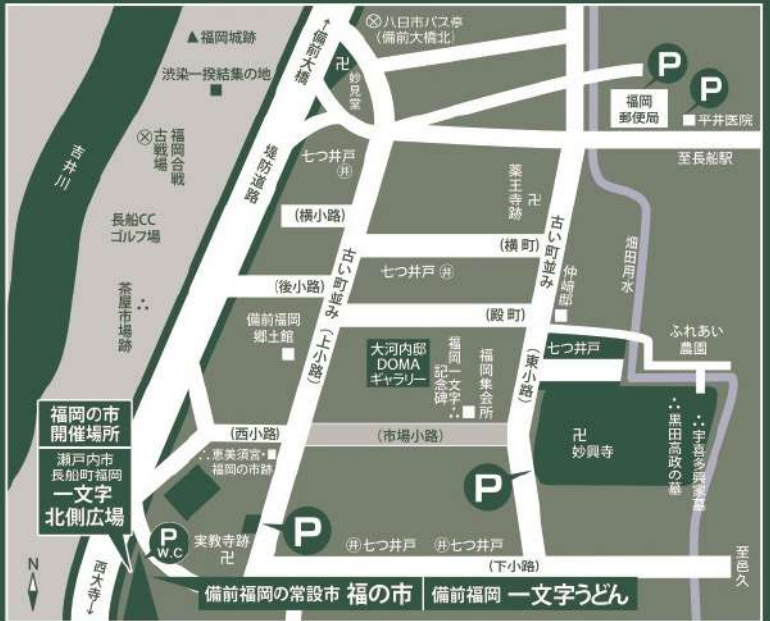 ▲福岡城跡
渋染一揆結集の地
吉井川
福岡合戦
古戦場
長船CC
ゴルフ場
茶屋市場跡
↑備前大橋
堤防道路
八日市バス停
(備前大橋北)
卍
妙見堂
P
P
福岡
郵便局
平井医院
至長船駅
七つ井戸
井
(横小路)
薬王寺跡
卍
古い町並み
(上小路)
(横町)
古い町並み
(東小路)
畑田用水
七つ井戸 井
(後小路)
(殿町)
仲﨑邸
備前福岡
郷土館
大河内邸
DOMA
ギャラリー
福岡一文字
記念碑
福岡集会所
七つ井戸
ふれあい
農園
福岡の市
開催場所
瀬戸内市
長船町福岡
一文字
北側広場
(西小路)
(市場小路)
恵美須宮・
福岡の市跡
卍
妙興寺
黒田高政の墓
宇喜多興家墓
P
P
W.C
P
実教寺跡
卍
井七つ井戸
井七つ井戸
(下小路)
至邑久
N
西大寺→
備前福岡の常設市 福の市
備前福岡 一文字うどん